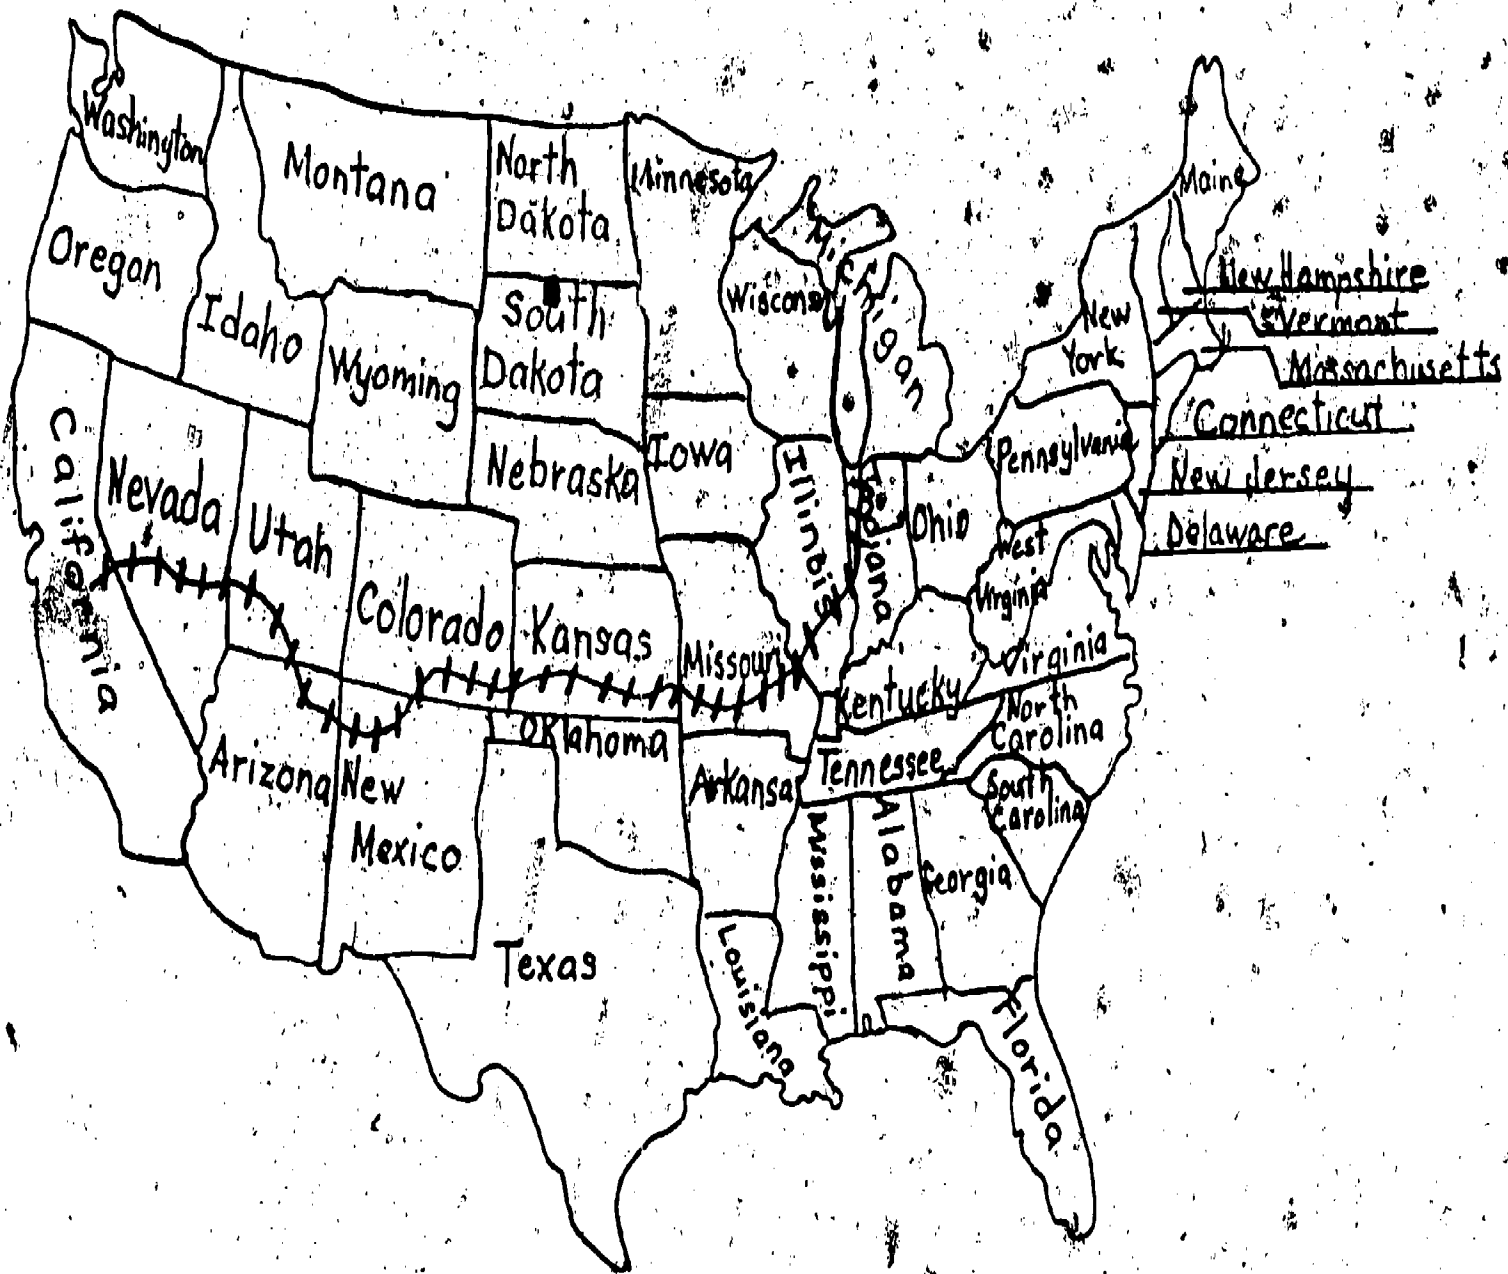 Washington
Montana
North
Dakota
Minnesota
Maine
Oregon
Idaho
Wyoming
South
Dakota
Wisconsin
Michigan
New
York
New Hampshire
Vermont
Massachusetts
Connecticut
New Jersey
Delaware
California
Nevada
Utah
Colorado
Nebraska
Kansas
Iowa
Missouri
Illinois
Indiana
Ohio
Pennsylvania
West
Virginia
Virginia
Kentucky
North
Carolina
Tennessee
South
Carolina
Arizona
New
Mexico
Oklahoma
Arkansas
Texas
Louisiana
Mississippi
Alabama
Georgia
Florida